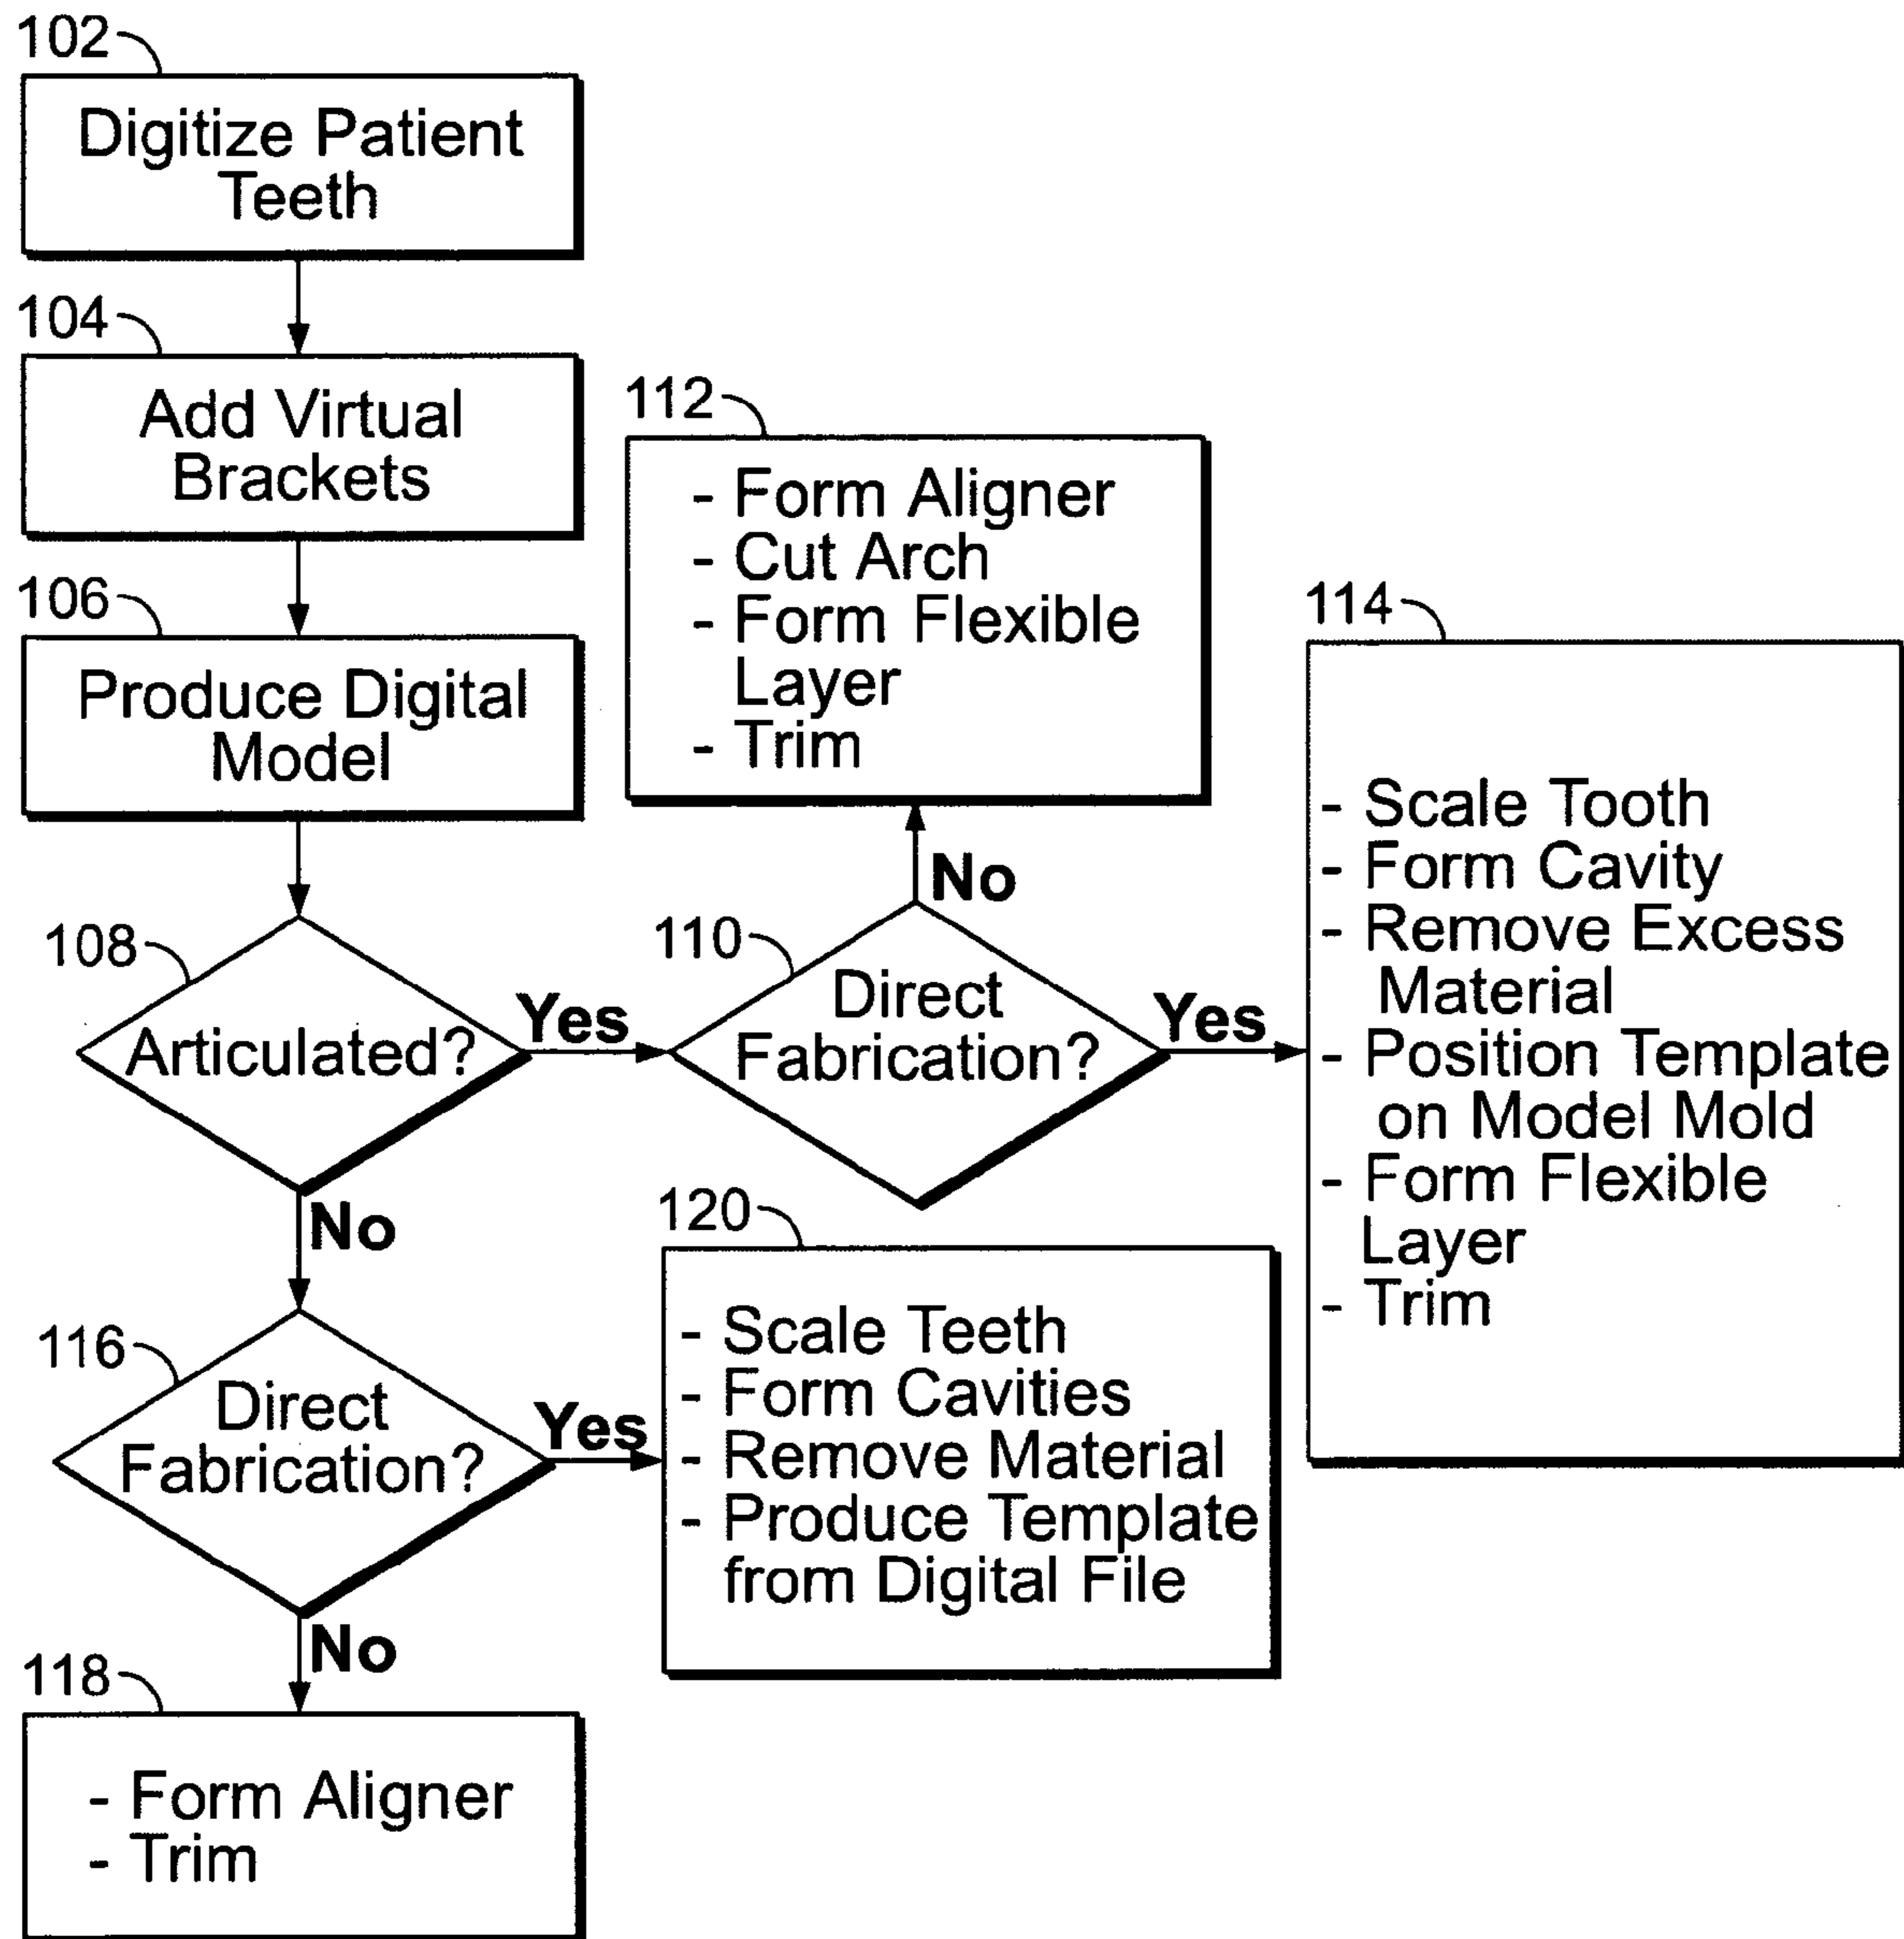 102
Digitize Patient
Teeth
104
Add Virtual
Brackets
106
Produce Digital
Model
108
Articulated?
Yes
No
110
Direct
Fabrication?
No
Yes
112
- Form Aligner
- Cut Arch
- Form Flexible
Layer
- Trim
114
- Scale Tooth
- Form Cavity
- Remove Excess
Material
- Position Template
on Model Mold
- Form Flexible
Layer
- Trim
116
Direct
Fabrication?
Yes
No
120
- Scale Teeth
- Form Cavities
- Remove Material
- Produce Template
from Digital File
118
- Form Aligner
- Trim